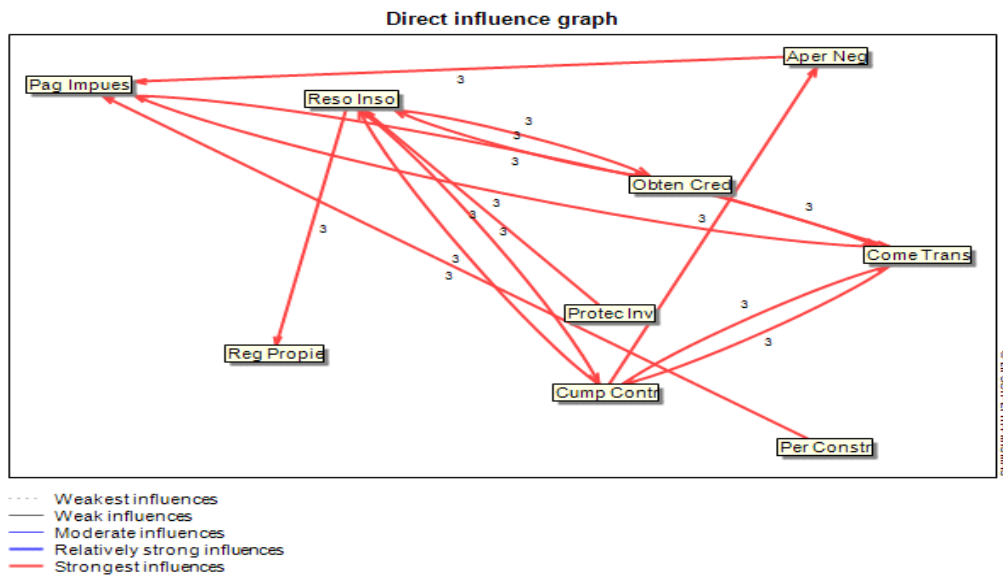 Direct influence graph
Aper Neg
Pag Impues
3
Reso Inso
3
3
3
Obten Cred
3
3
3
3
3
3
Come Trans
3
3
3
Protec Inv
3
Reg Propie
Cump Contr
Per Constr
Weakest influences
Weak influences
Moderate influences
Relatively strong influences
Strongest influences